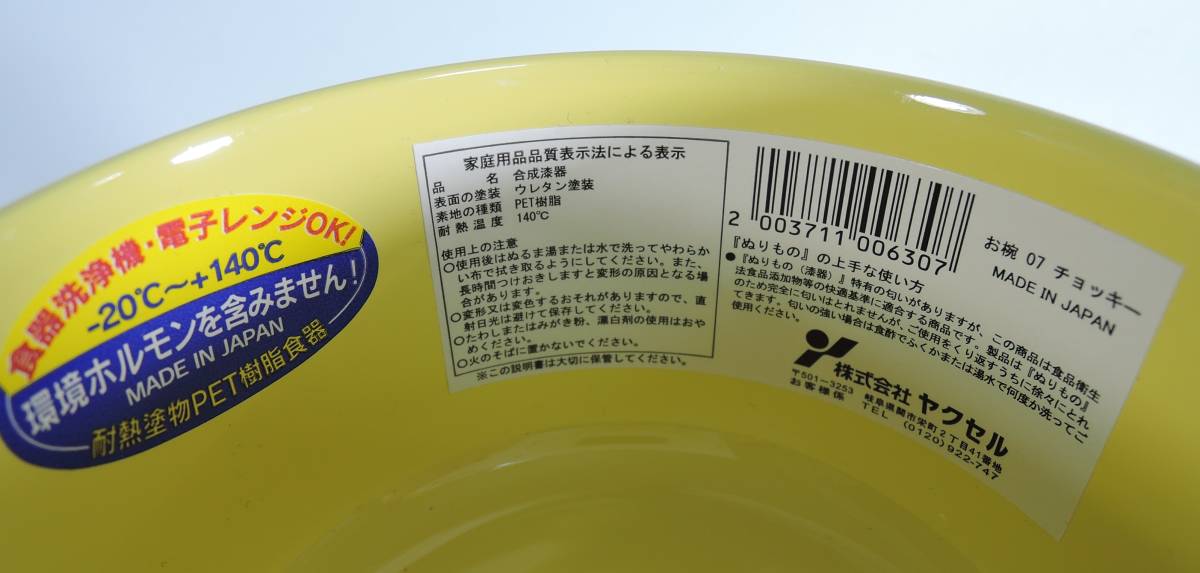 食器洗浄機・電子レンジOK!
-20℃～+140℃
環境ホルモンを含みません!
MADE IN JAPAN
耐熱塗物PET樹脂食器
家庭用品品質表示法による表示
品　　　名　合成漆器
表面の塗装　ウレタン塗装
素地の種類　PET樹脂
耐熱温度　140℃
使用上の注意
○使用後はぬるま湯または水で洗ってやわらか
い布で拭き取るようにしてください。また、
長時間つけおきしますと変形の原因となる場
合があります。
○変形又は変色するおそれがありますので、直
射日光は避けて保存してください。
○たわしまたはみがき粉、漂白剤の使用はおや
めください。
○火のそばに置かないでください。
※この説明書は大切に保管してください。
2 003711 006307
お椀 07 チョッキー
MADE IN JAPAN
『ぬりもの』の上手な使い方
●『ぬりもの（漆器）』特有の匂いがありますが、この商品は食品衛生
法食品添加物等の快適基準に適合する商品です。製品は『ぬりもの』
のため完全に匂いはとれませんが、ご使用をくり返すうちに徐々にとれ
てきます。匂いの強い場合は食酢でふくかまたは湯水で何度か洗ってご
使用ください。
株式会社 ヤクセル
〒501-3253　岐阜県関市栄町2丁目41番地
お客様係　TEL　(0120)922-747